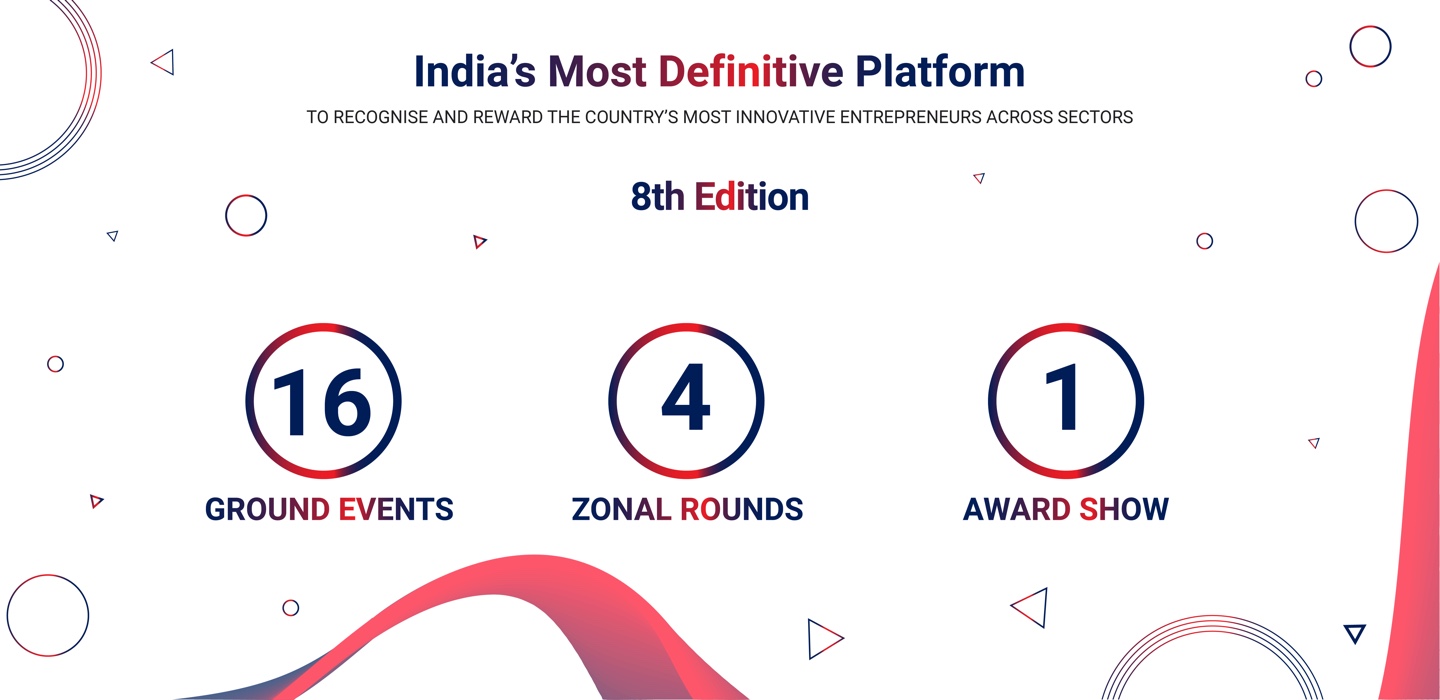 India’s Most Definitive Platform
TO RECOGNISE AND REWARD THE COUNTRY’S MOST INNOVATIVE ENTREPRENEURS ACROSS SECTORS
8th Edition
16
GROUND EVENTS
4
ZONAL ROUNDS
1
AWARD SHOW